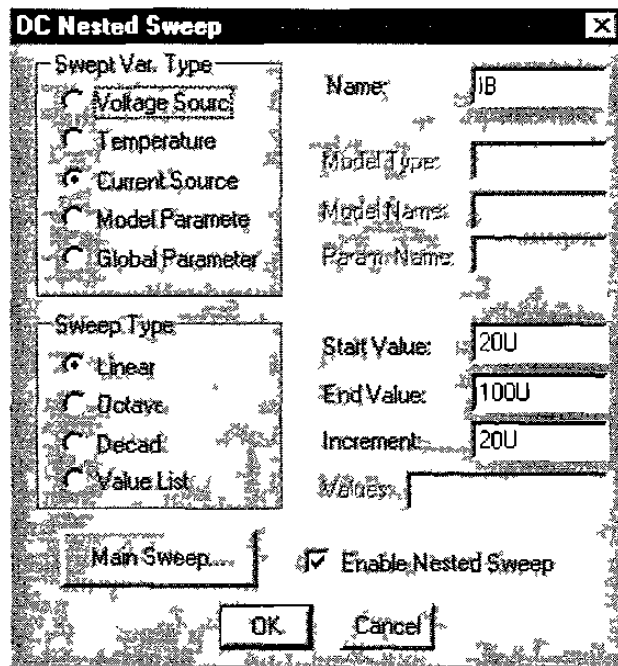 DC Nested Sweep
Swept Var. Type
Voltage Sourc
Temperature
Current Source
Model Paramete
Global Parameter
Name: IB
Model Type:
Model Name:
Param. Name:
Sweep Type
Linear
Octave
Decad
Value List
Start Value: 20U
End Value: 100U
Increment: 20U
Values:
Main Sweep...
Enable Nested Sweep
OK
Cancel